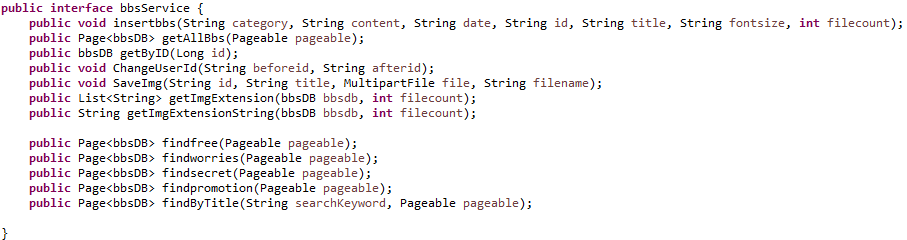 public interface bbsService {
    public void insertbbs(String category, String content, String date, String id, String title, String fontsize, int filecount);
    public Page<bbsDB> getAllBbs(Pageable pageable);
    public bbsDB getByID(Long id);
    public void ChangeUserId(String beforeid, String afterid);
    public void SaveImg(String id, String title, MultipartFile file, String filename);
    public List<String> getImgExtension(bbsDB bbsdb, int filecount);
    public String getImgExtensionString(bbsDB bbsdb, int filecount);

    public Page<bbsDB> findfree(Pageable pageable);
    public Page<bbsDB> findworries(Pageable pageable);
    public Page<bbsDB> findsecret(Pageable pageable);
    public Page<bbsDB> findpromotion(Pageable pageable);
    public Page<bbsDB> findByTitle(String searchKeyword, Pageable pageable);

}